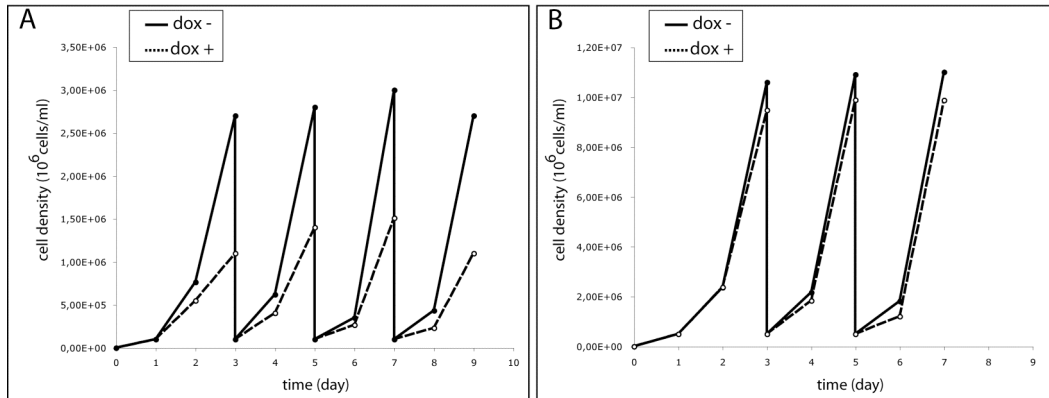 A
dox -
dox +
3,50E+06
3,00E+06
2,50E+06
2,00E+06
1,50E+06
1,00E+06
5,00E+05
0,00E+00
cell density (10⁶cells/ml)
0 1 2 3 4 5 6 7 8 9 10
time (day)
B
dox -
dox +
1,20E+07
1,00E+07
8,00E+06
6,00E+06
4,00E+06
2,00E+06
0,00E+00
cell density (10⁶cells/ml)
0 1 2 3 4 5 6 7 8 9
time (day)